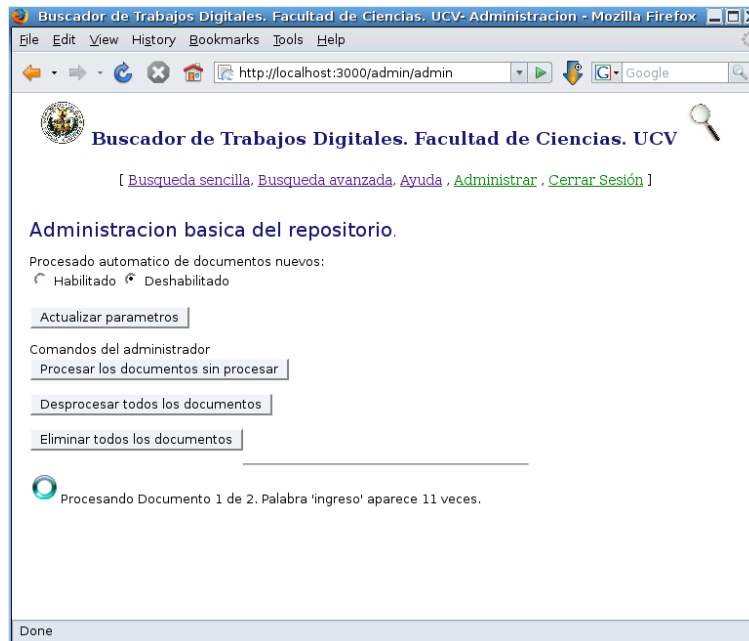 Buscador de Trabajos Digitales. Facultad de Ciencias. UCV- Administracion - Mozilla Firefox
File Edit View History Bookmarks Tools Help
http://localhost:3000/admin/admin G Google
Buscador de Trabajos Digitales. Facultad de Ciencias. UCV
[ Busqueda sencilla, Busqueda avanzada, Ayuda , Administrar , Cerrar Sesión ]
Administracion basica del repositorio.
Procesado automatico de documentos nuevos:
Habilitado Deshabilitado
Actualizar parametros
Comandos del administrador
Procesar los documentos sin procesar
Desprocesar todos los documentos
Eliminar todos los documentos
Procesando Documento 1 de 2. Palabra 'ingreso' aparece 11 veces.
Done